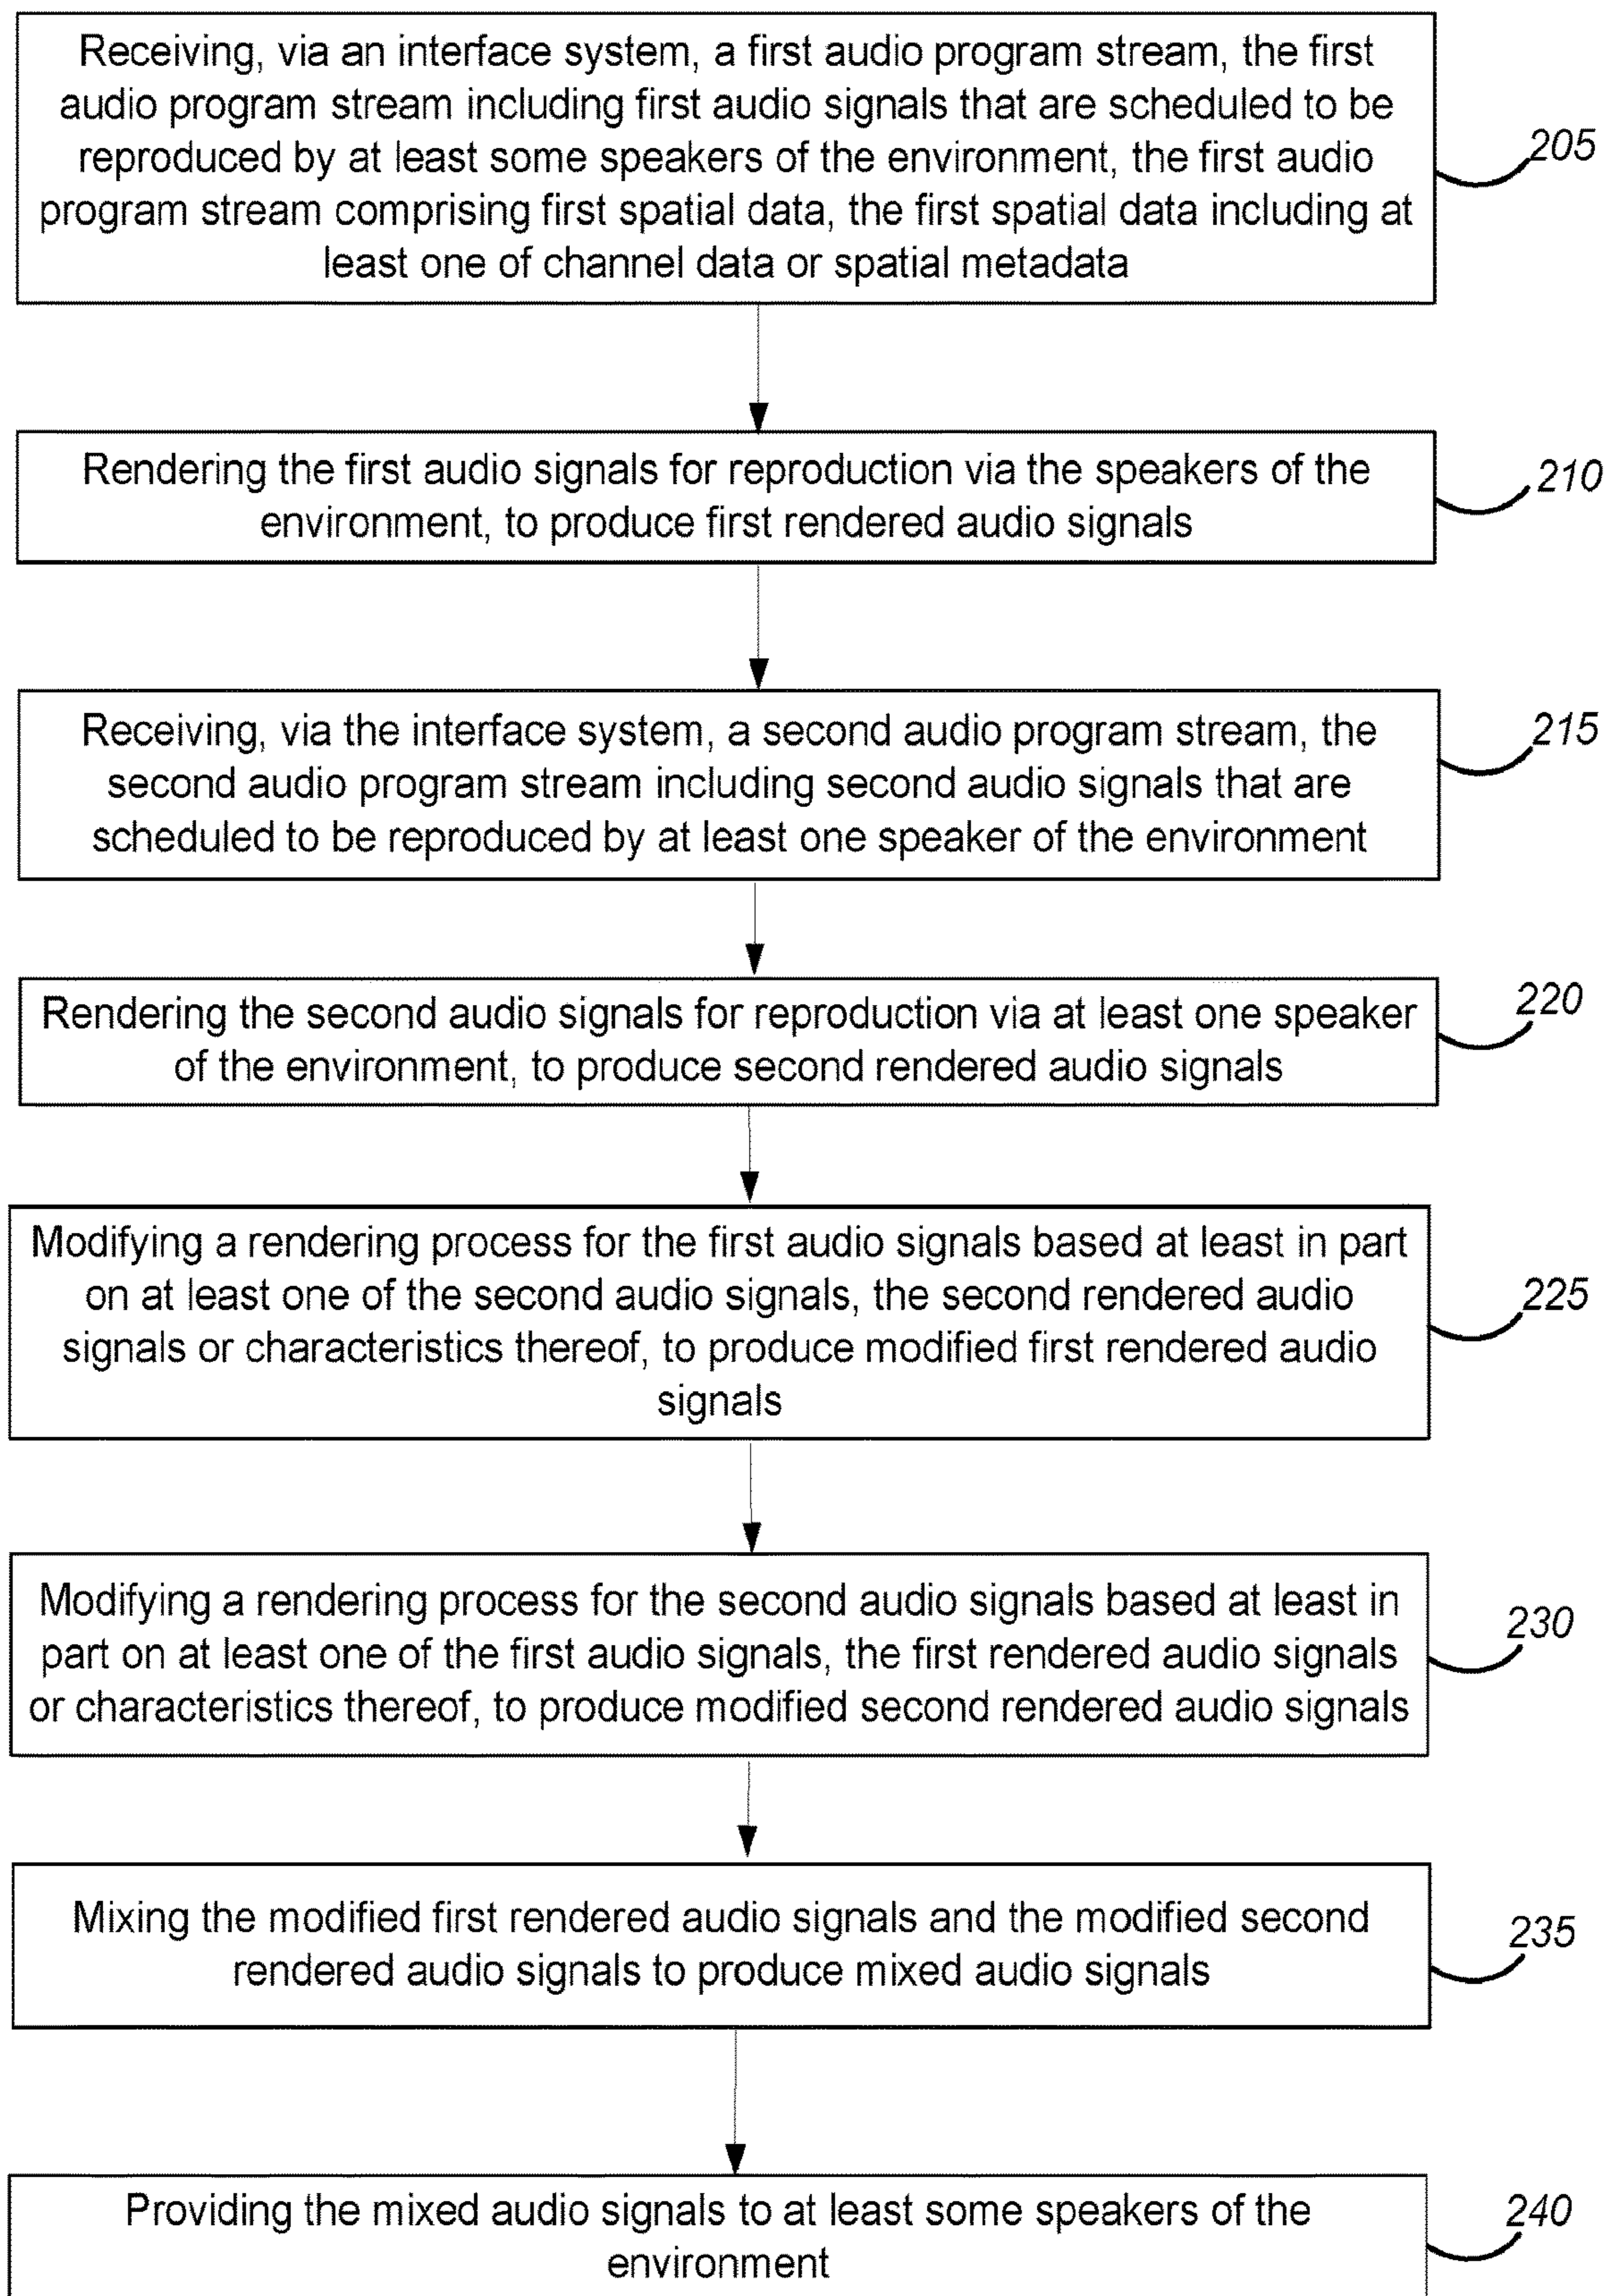 Receiving, via an interface system, a first audio program stream, the first
audio program stream including first audio signals that are scheduled to be
reproduced by at least some speakers of the environment, the first audio
program stream comprising first spatial data, the first spatial data including at
least one of channel data or spatial metadata
205
Rendering the first audio signals for reproduction via the speakers of the
environment, to produce first rendered audio signals
210
Receiving, via the interface system, a second audio program stream, the
second audio program stream including second audio signals that are
scheduled to be reproduced by at least one speaker of the environment
215
Rendering the second audio signals for reproduction via at least one speaker
of the environment, to produce second rendered audio signals
220
Modifying a rendering process for the first audio signals based at least in part
on at least one of the second audio signals, the second rendered audio
signals or characteristics thereof, to produce modified first rendered audio
signals
225
Modifying a rendering process for the second audio signals based at least in
part on at least one of the first audio signals, the first rendered audio signals
or characteristics thereof, to produce modified second rendered audio signals
230
Mixing the modified first rendered audio signals and the modified second
rendered audio signals to produce mixed audio signals
235
Providing the mixed audio signals to at least some speakers of the
environment
240